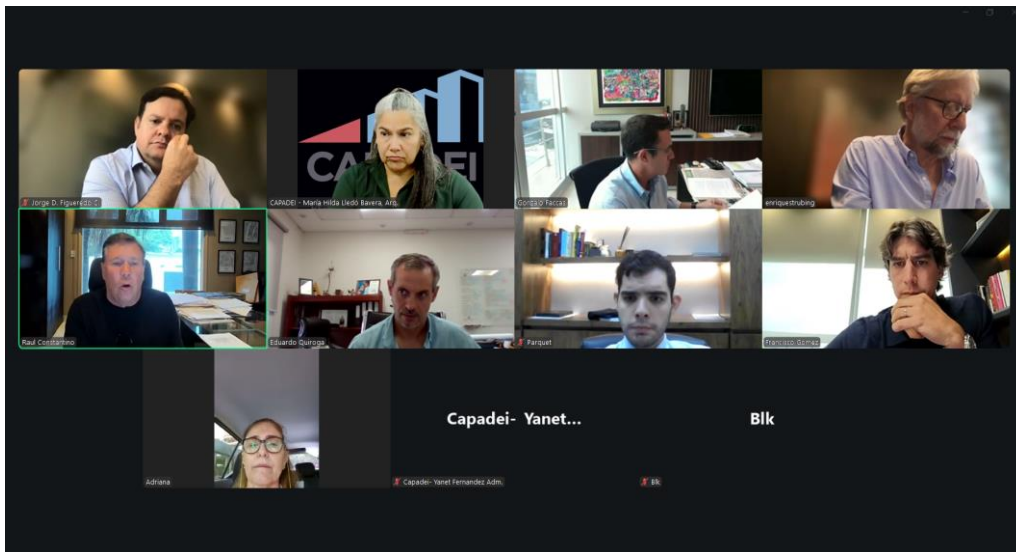 CAPADEI
Jorge D. Figueredo C
CAPADEI - María Hilda Lledó Bavera, Arq.
Gonzalo Faccas
enriquestrubing
Raul Constantino
Eduardo Quiroga
Parquet
Francisco Gomez
Capadei- Yanet...
Blk
Adriana
Capadei- Yanet Fernandez Adm.
Blk